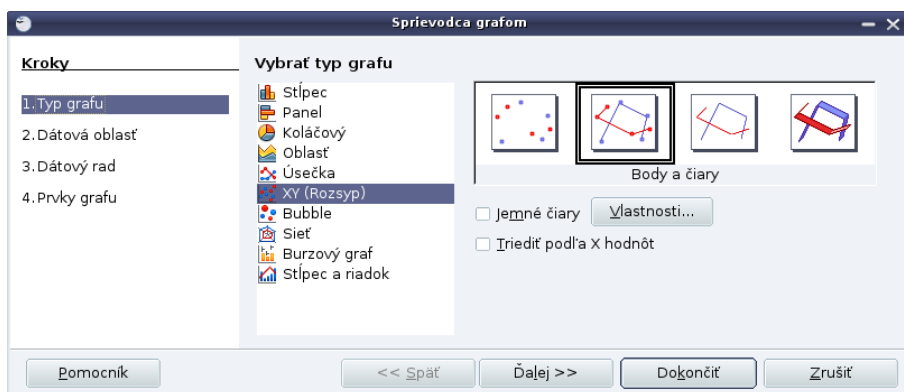 Sprievodca grafom
Kroky
1.Typ grafu
2.Dátová oblasť
3.Dátový rad
4.Prvky grafu
Vybrať typ grafu
Stĺpec
Panel
Koláčový
Oblasť
Úsečka
XY (Rozsyp)
Bubble
Sieť
Burzový graf
Stĺpec a riadok
Body a čiary
Jemné čiary
Vlastnosti...
Triediť podľa X hodnôt
Pomocník
<< Späť
Ďalej >>
Dokončiť
Zrušiť